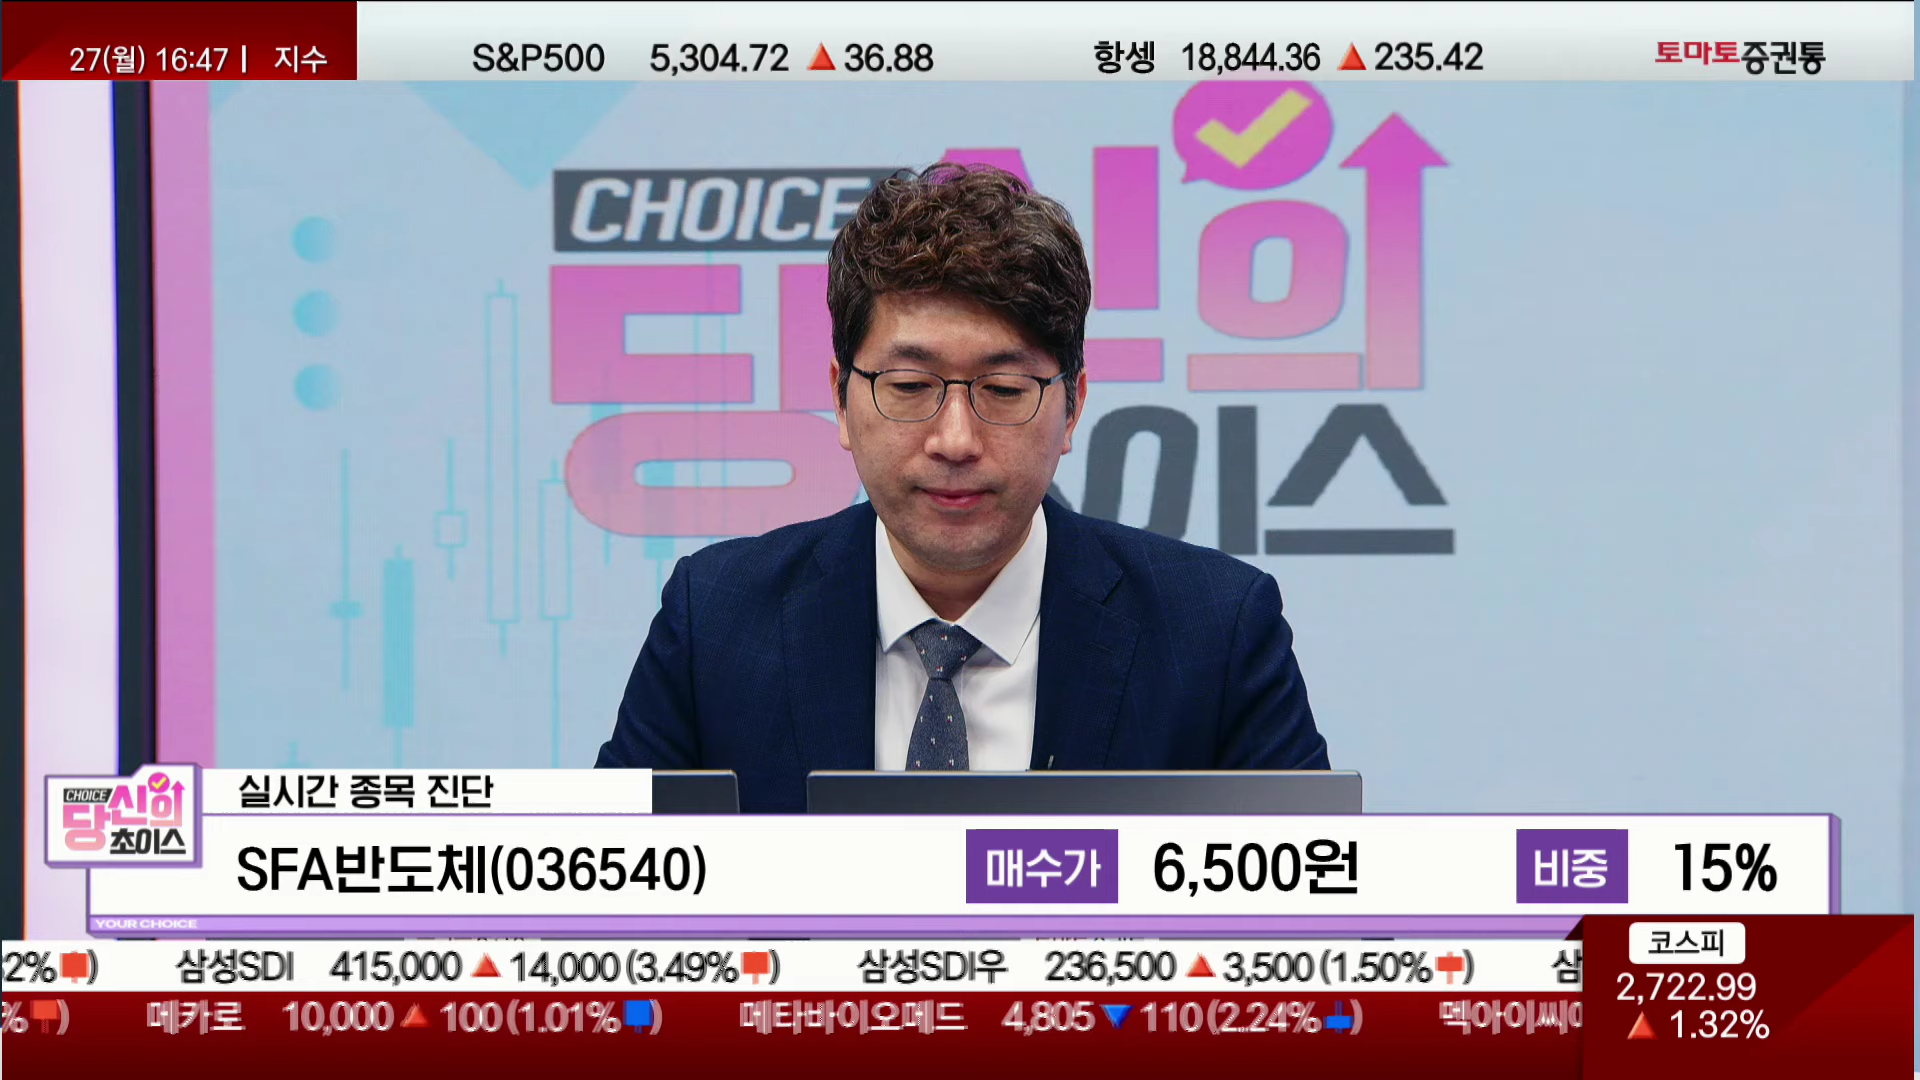 27(월) 16:47 | 지수 S&P500 5,304.72 ▲ 36.88 항셍 18,844.36 ▲ 235.42 토마토증권통
CHOICE
당신의
초이스
CHOICE
당신의
초이스
실시간 종목 진단
SFA반도체(036540) 매수가 6,500원 비중 15%
YOUR CHOICE
2% ) 삼성SDI 415,000 ▲ 14,000 (3.49% ) 삼성SDI우 236,500 ▲ 3,500 (1.50% ) 삼
% ) 메카로 10,000 ▲ 100 (1.01% ) 메타바이오메드 4,805 ▼ 110 (2.24% ) 멕아이씨
코스피
2,722.99
▲ 1.32%